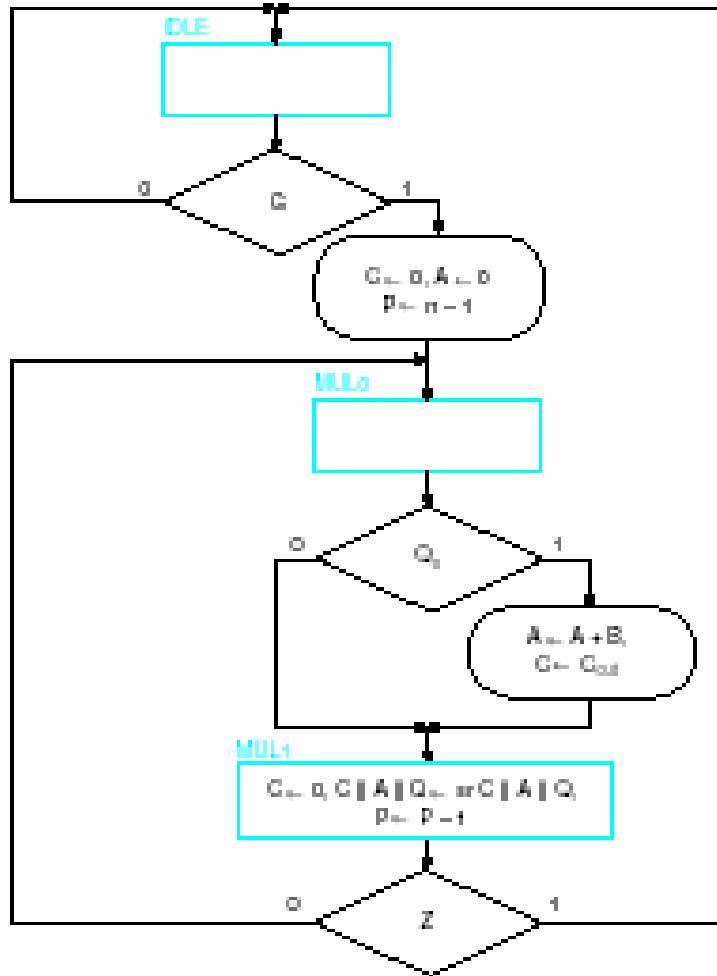 IDLE
0
G
1
C ← 0, A ← 0
P ← n – 1
MUL0
0
Q₀
1
A ← A + B,
C ← Cout
MUL1
C ← 0, C || A || Q ← sr C || A || Q,
P ← P – 1
0
Z
1